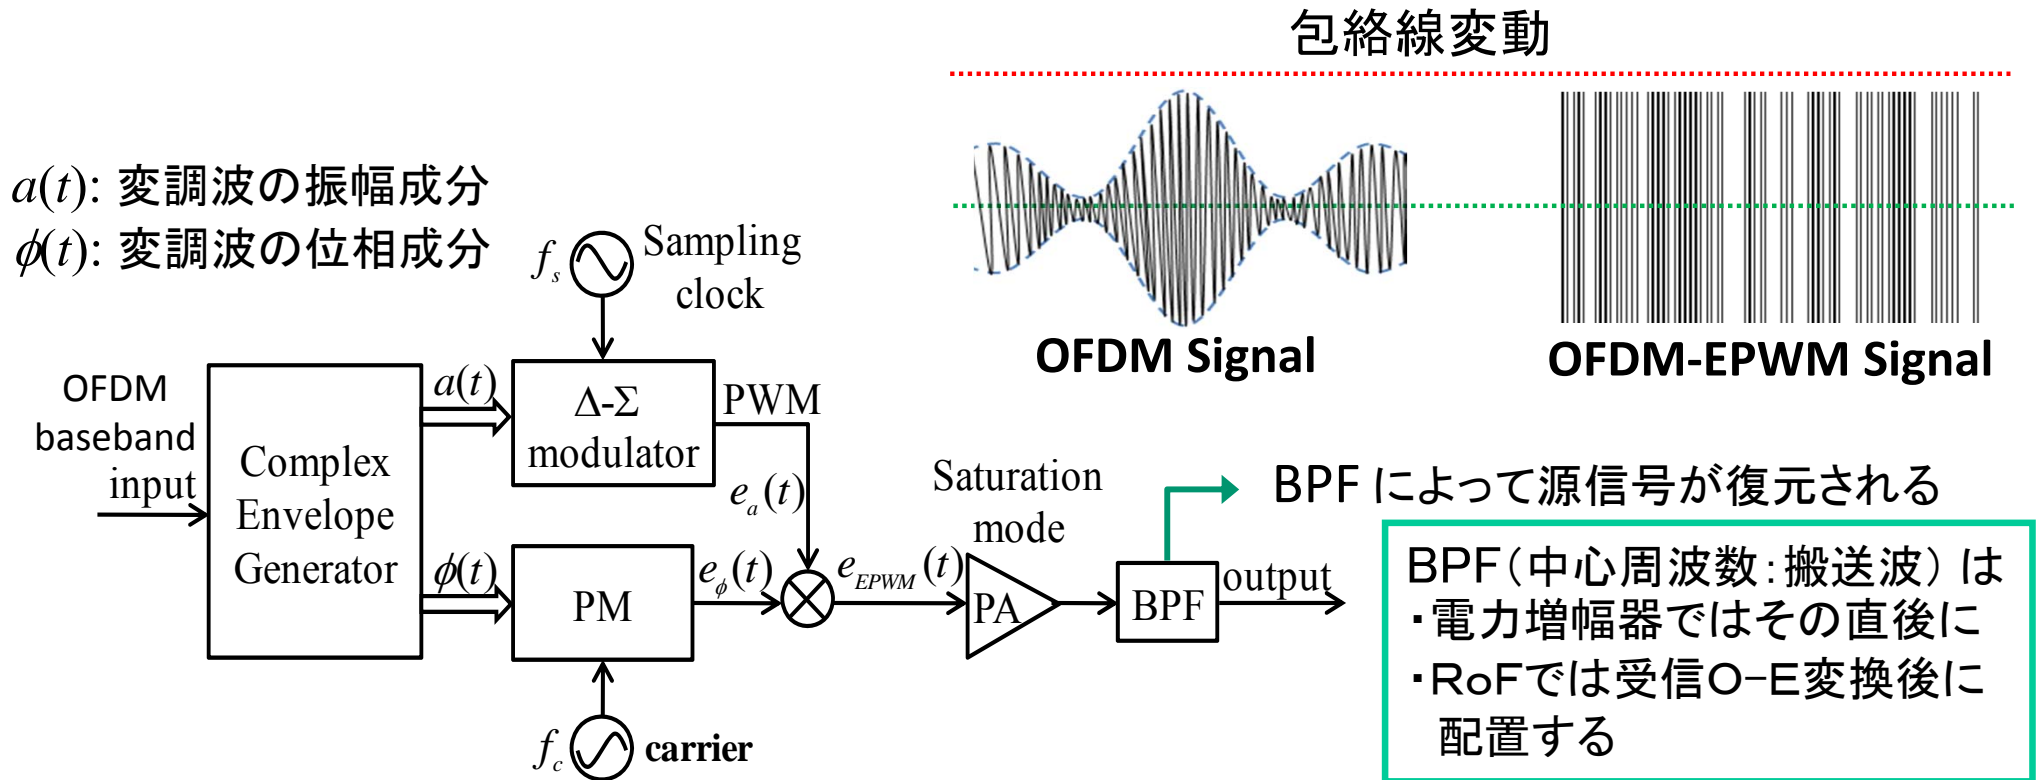 包絡線変動
a(t): 変調波の振幅成分
ϕ(t): 変調波の位相成分
OFDM Signal
OFDM-EPWM Signal
f_s
Sampling
clock
OFDM
baseband
input
Complex
Envelope
Generator
a(t)
Δ-Σ
modulator
PWM
e_a(t)
ϕ(t)
PM
e_ϕ(t)
e_EPWM(t)
Saturation
mode
PA
BPF
output
f_c
carrier
BPFによって源信号が復元される
BPF(中心周波数:搬送波)は
・電力増幅器ではその直後に
・RoFでは受信O-E変換後に
配置する